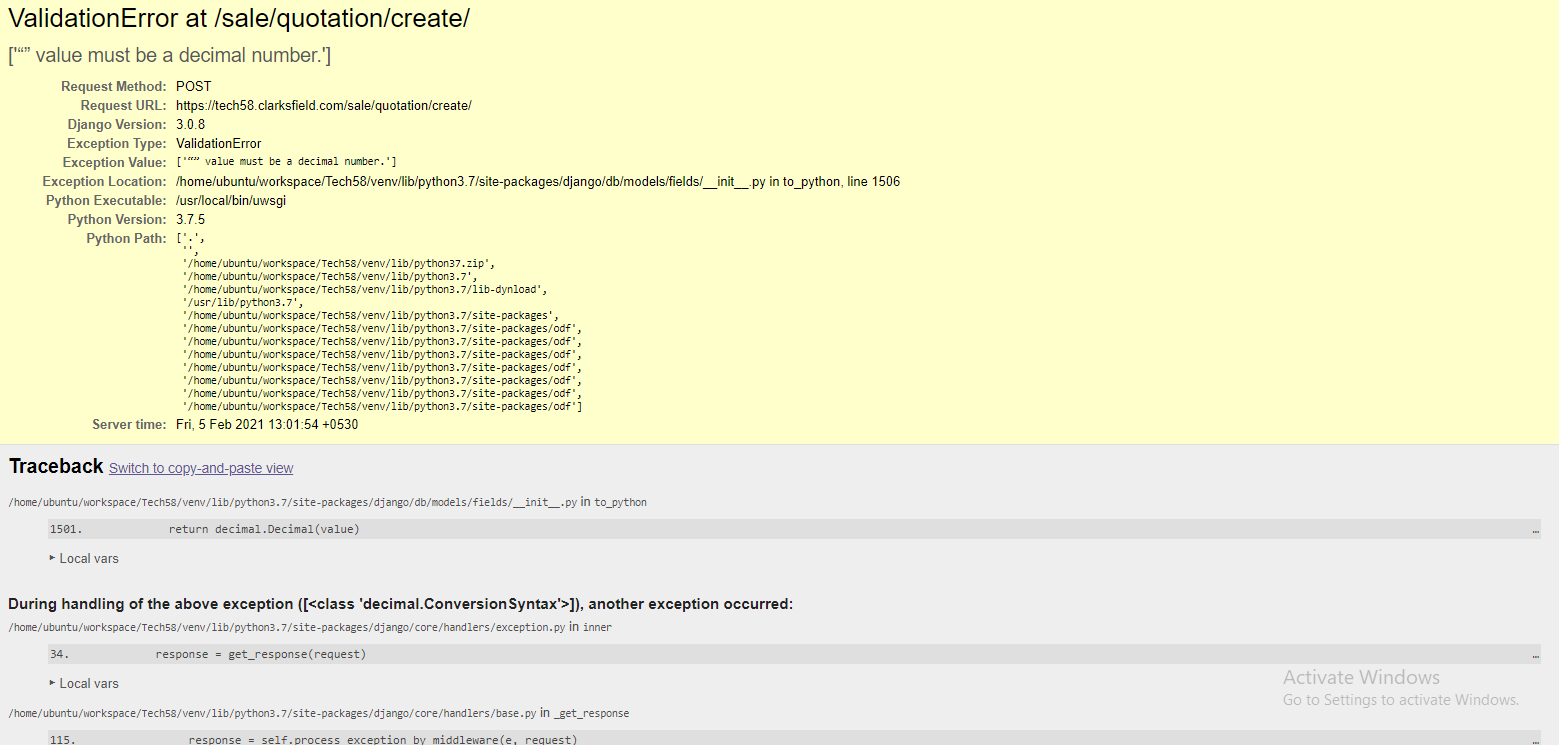 ValidationError at /sale/quotation/create/
['“” value must be a decimal number.']
Request Method: POST
Request URL: https://tech58.clarksfield.com/sale/quotation/create/
Django Version: 3.0.8
Exception Type: ValidationError
Exception Value: ['“” value must be a decimal number.']
Exception Location: /home/ubuntu/workspace/Tech58/venv/lib/python3.7/site-packages/django/db/models/fields/__init__.py in to_python, line 1506
Python Executable: /usr/local/bin/uwsgi
Python Version: 3.7.5
Python Path: ['.',
'',
'/home/ubuntu/workspace/Tech58/venv/lib/python37.zip',
'/home/ubuntu/workspace/Tech58/venv/lib/python3.7',
'/home/ubuntu/workspace/Tech58/venv/lib/python3.7/lib-dynload',
'/usr/lib/python3.7',
'/home/ubuntu/workspace/Tech58/venv/lib/python3.7/site-packages',
'/home/ubuntu/workspace/Tech58/venv/lib/python3.7/site-packages/odf',
'/home/ubuntu/workspace/Tech58/venv/lib/python3.7/site-packages/odf',
'/home/ubuntu/workspace/Tech58/venv/lib/python3.7/site-packages/odf',
'/home/ubuntu/workspace/Tech58/venv/lib/python3.7/site-packages/odf',
'/home/ubuntu/workspace/Tech58/venv/lib/python3.7/site-packages/odf',
'/home/ubuntu/workspace/Tech58/venv/lib/python3.7/site-packages/odf',
'/home/ubuntu/workspace/Tech58/venv/lib/python3.7/site-packages/odf']
Server time: Fri, 5 Feb 2021 13:01:54 +0530
Traceback Switch to copy-and-paste view
/home/ubuntu/workspace/Tech58/venv/lib/python3.7/site-packages/django/db/models/fields/__init__.py in to_python
1501. return decimal.Decimal(value) …
▸ Local vars
During handling of the above exception ([<class 'decimal.ConversionSyntax'>]), another exception occurred:
/home/ubuntu/workspace/Tech58/venv/lib/python3.7/site-packages/django/core/handlers/exception.py in inner
34. response = get_response(request) …
▸ Local vars
/home/ubuntu/workspace/Tech58/venv/lib/python3.7/site-packages/django/core/handlers/base.py in _get_response
115. response = self.process_exception_by_middleware(e, request) …
Activate Windows
Go to Settings to activate Windows.